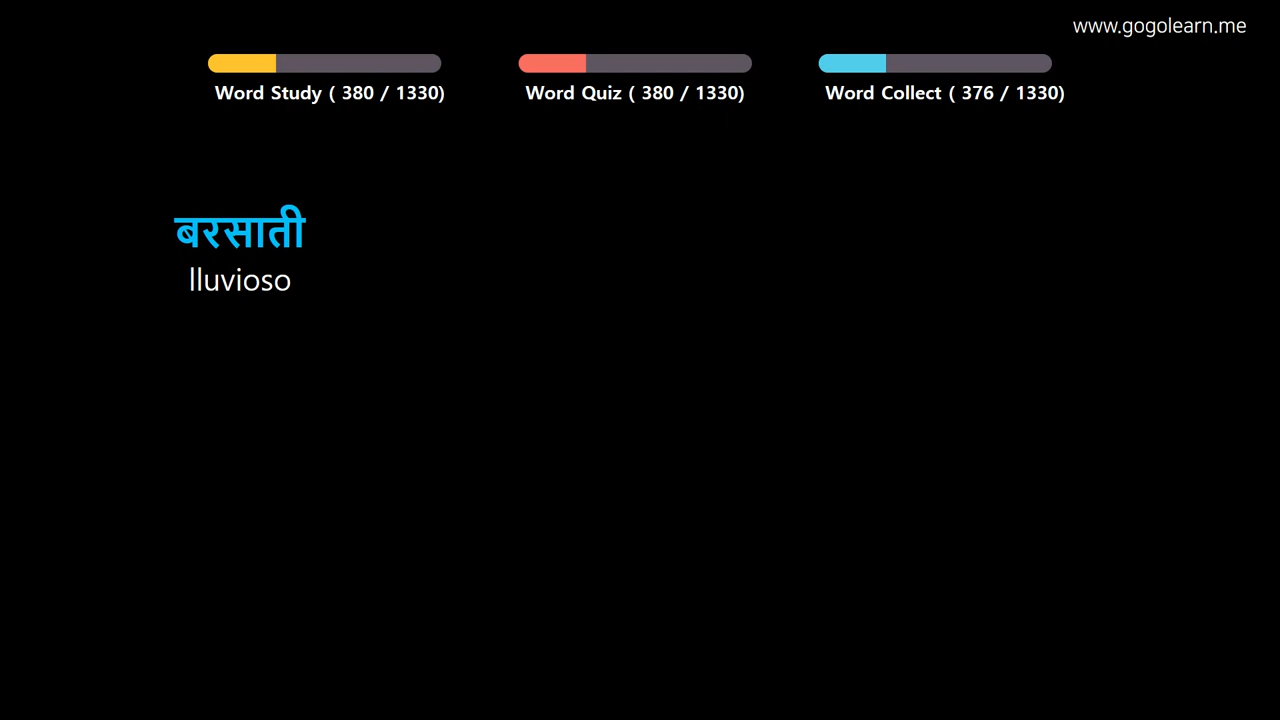 www.gogolearn.me
Word Study ( 380 / 1330)
Word Quiz ( 380 / 1330)
Word Collect ( 376 / 1330)
बरसाती
lluvioso